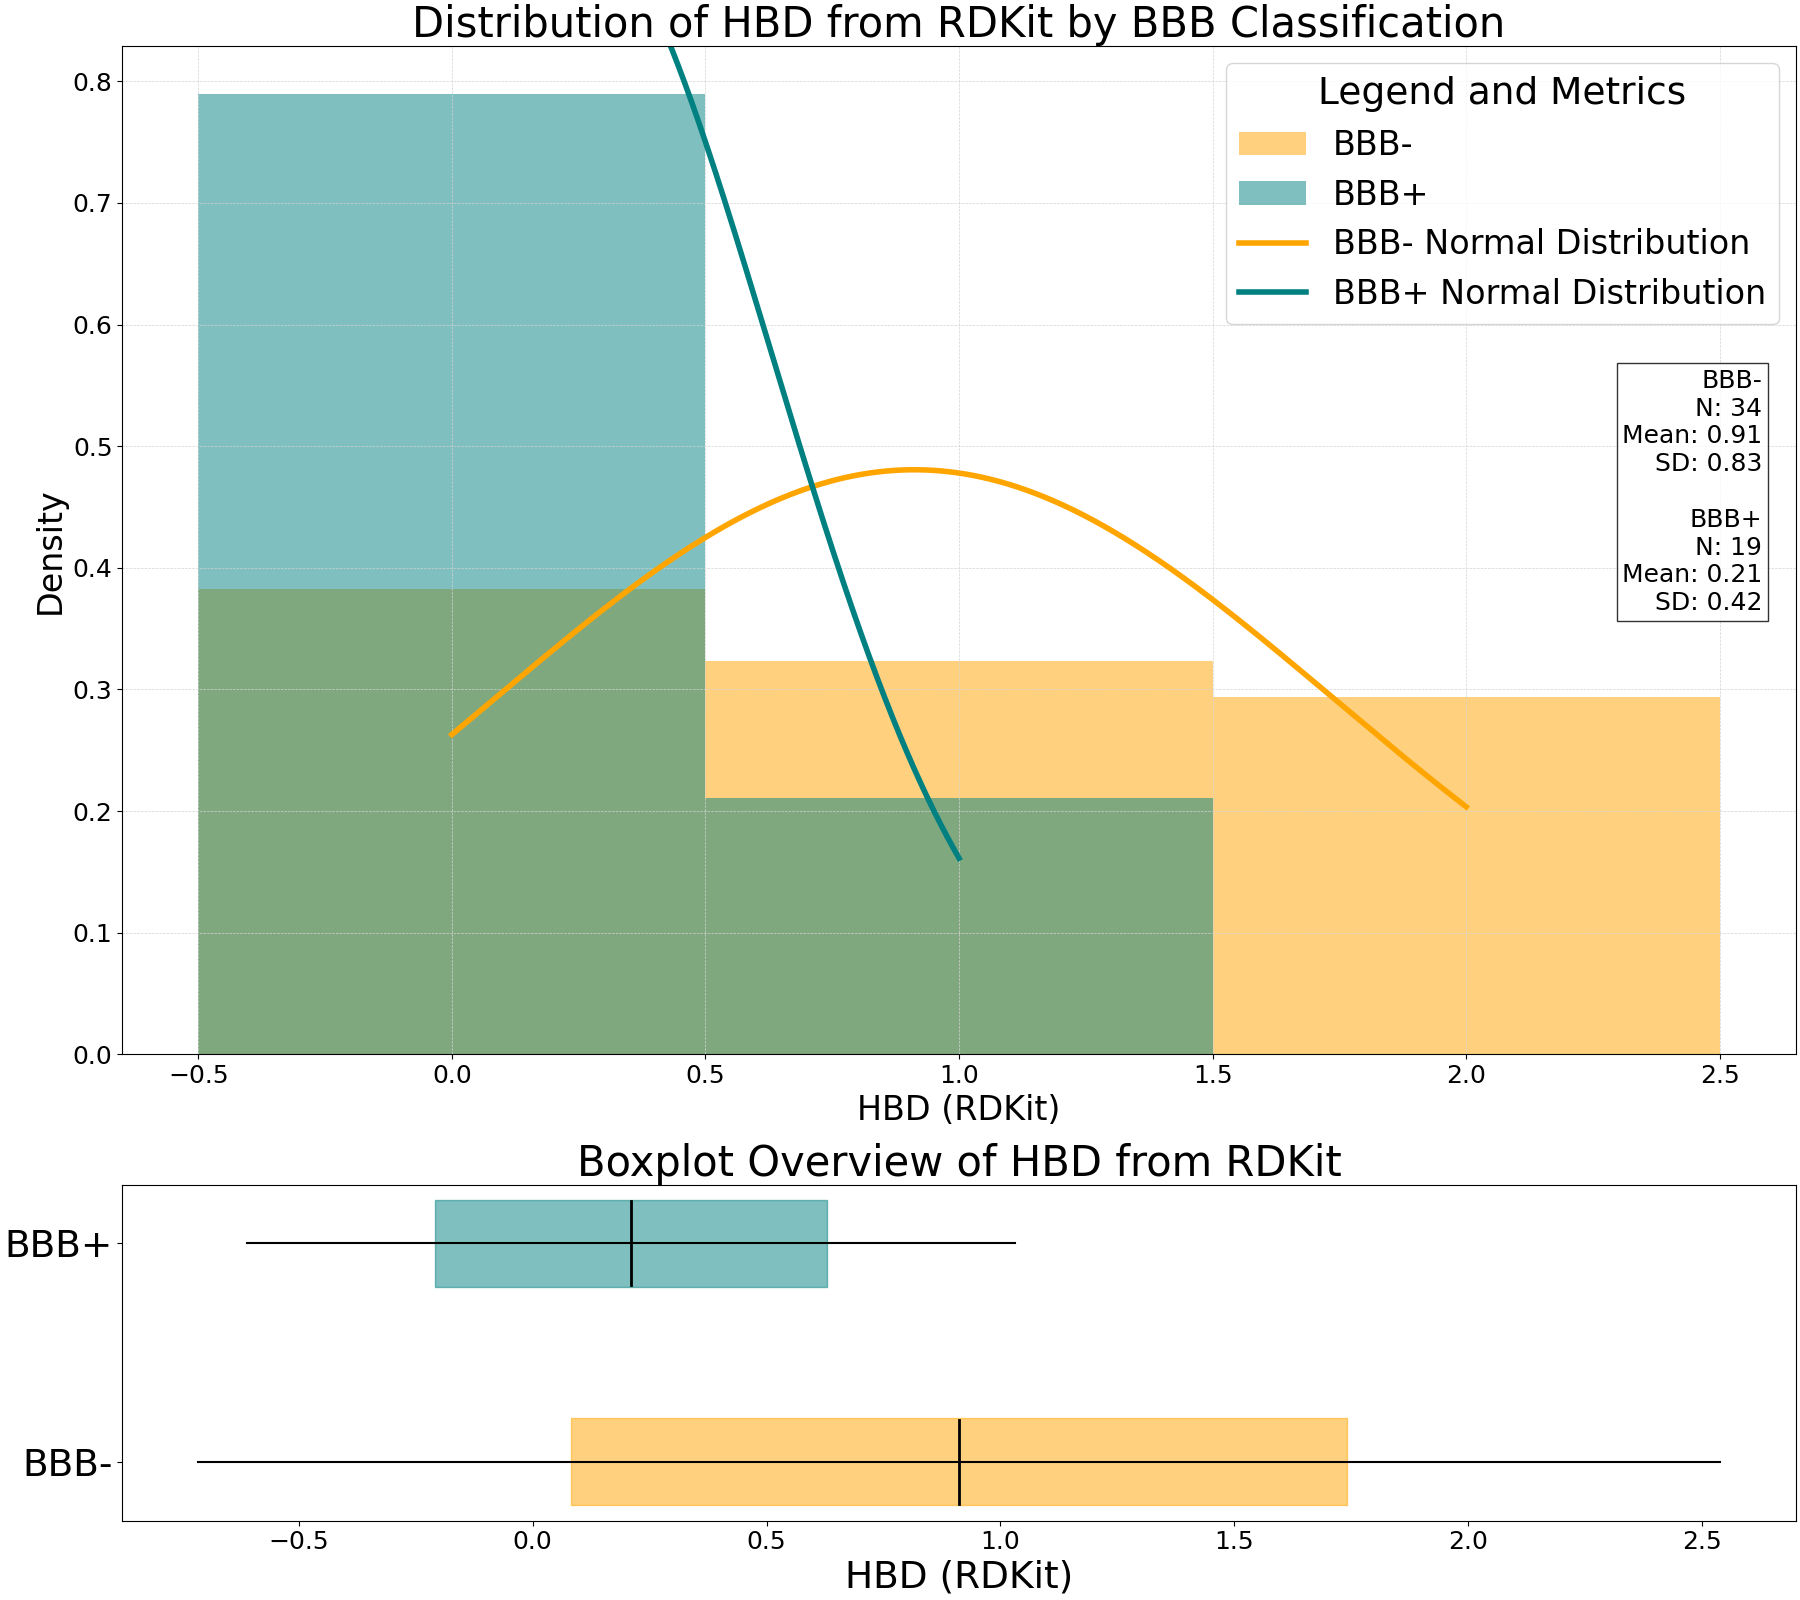 Distribution of HBD from RDKit by BBB Classification
Density
0.8
0.7
0.6
0.5
0.4
0.3
0.2
0.1
0.0
Legend and Metrics
BBB-
BBB+
BBB- Normal Distribution
BBB+ Normal Distribution
BBB-
N: 34
Mean: 0.91
SD: 0.83
BBB+
N: 19
Mean: 0.21
SD: 0.42
−0.5 0.0 0.5 1.0 1.5 2.0 2.5
HBD (RDKit)
Boxplot Overview of HBD from RDKit
BBB+
BBB-
−0.5 0.0 0.5 1.0 1.5 2.0 2.5
HBD (RDKit)